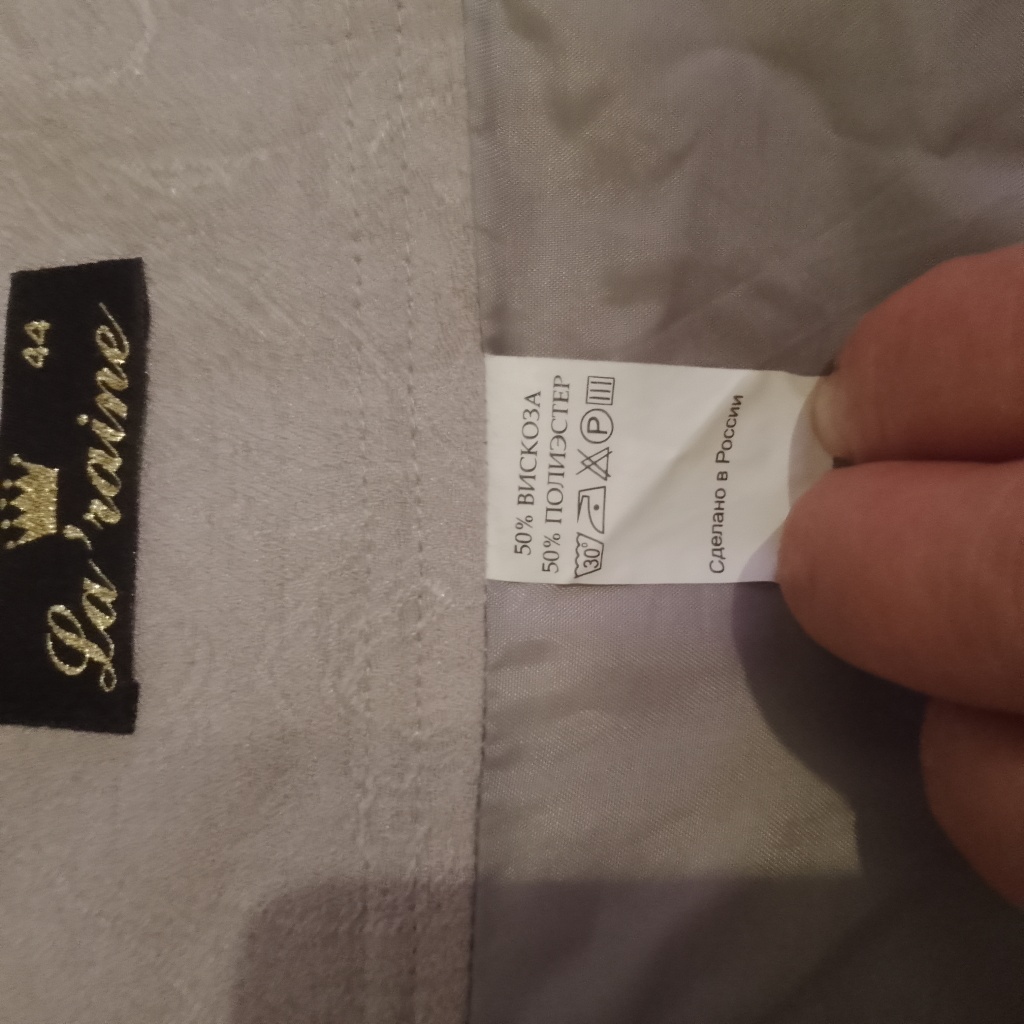 44
La'raine
50% ВИСКОЗА
50% ПОЛИЭСТЕР
30° P
Сделано в России